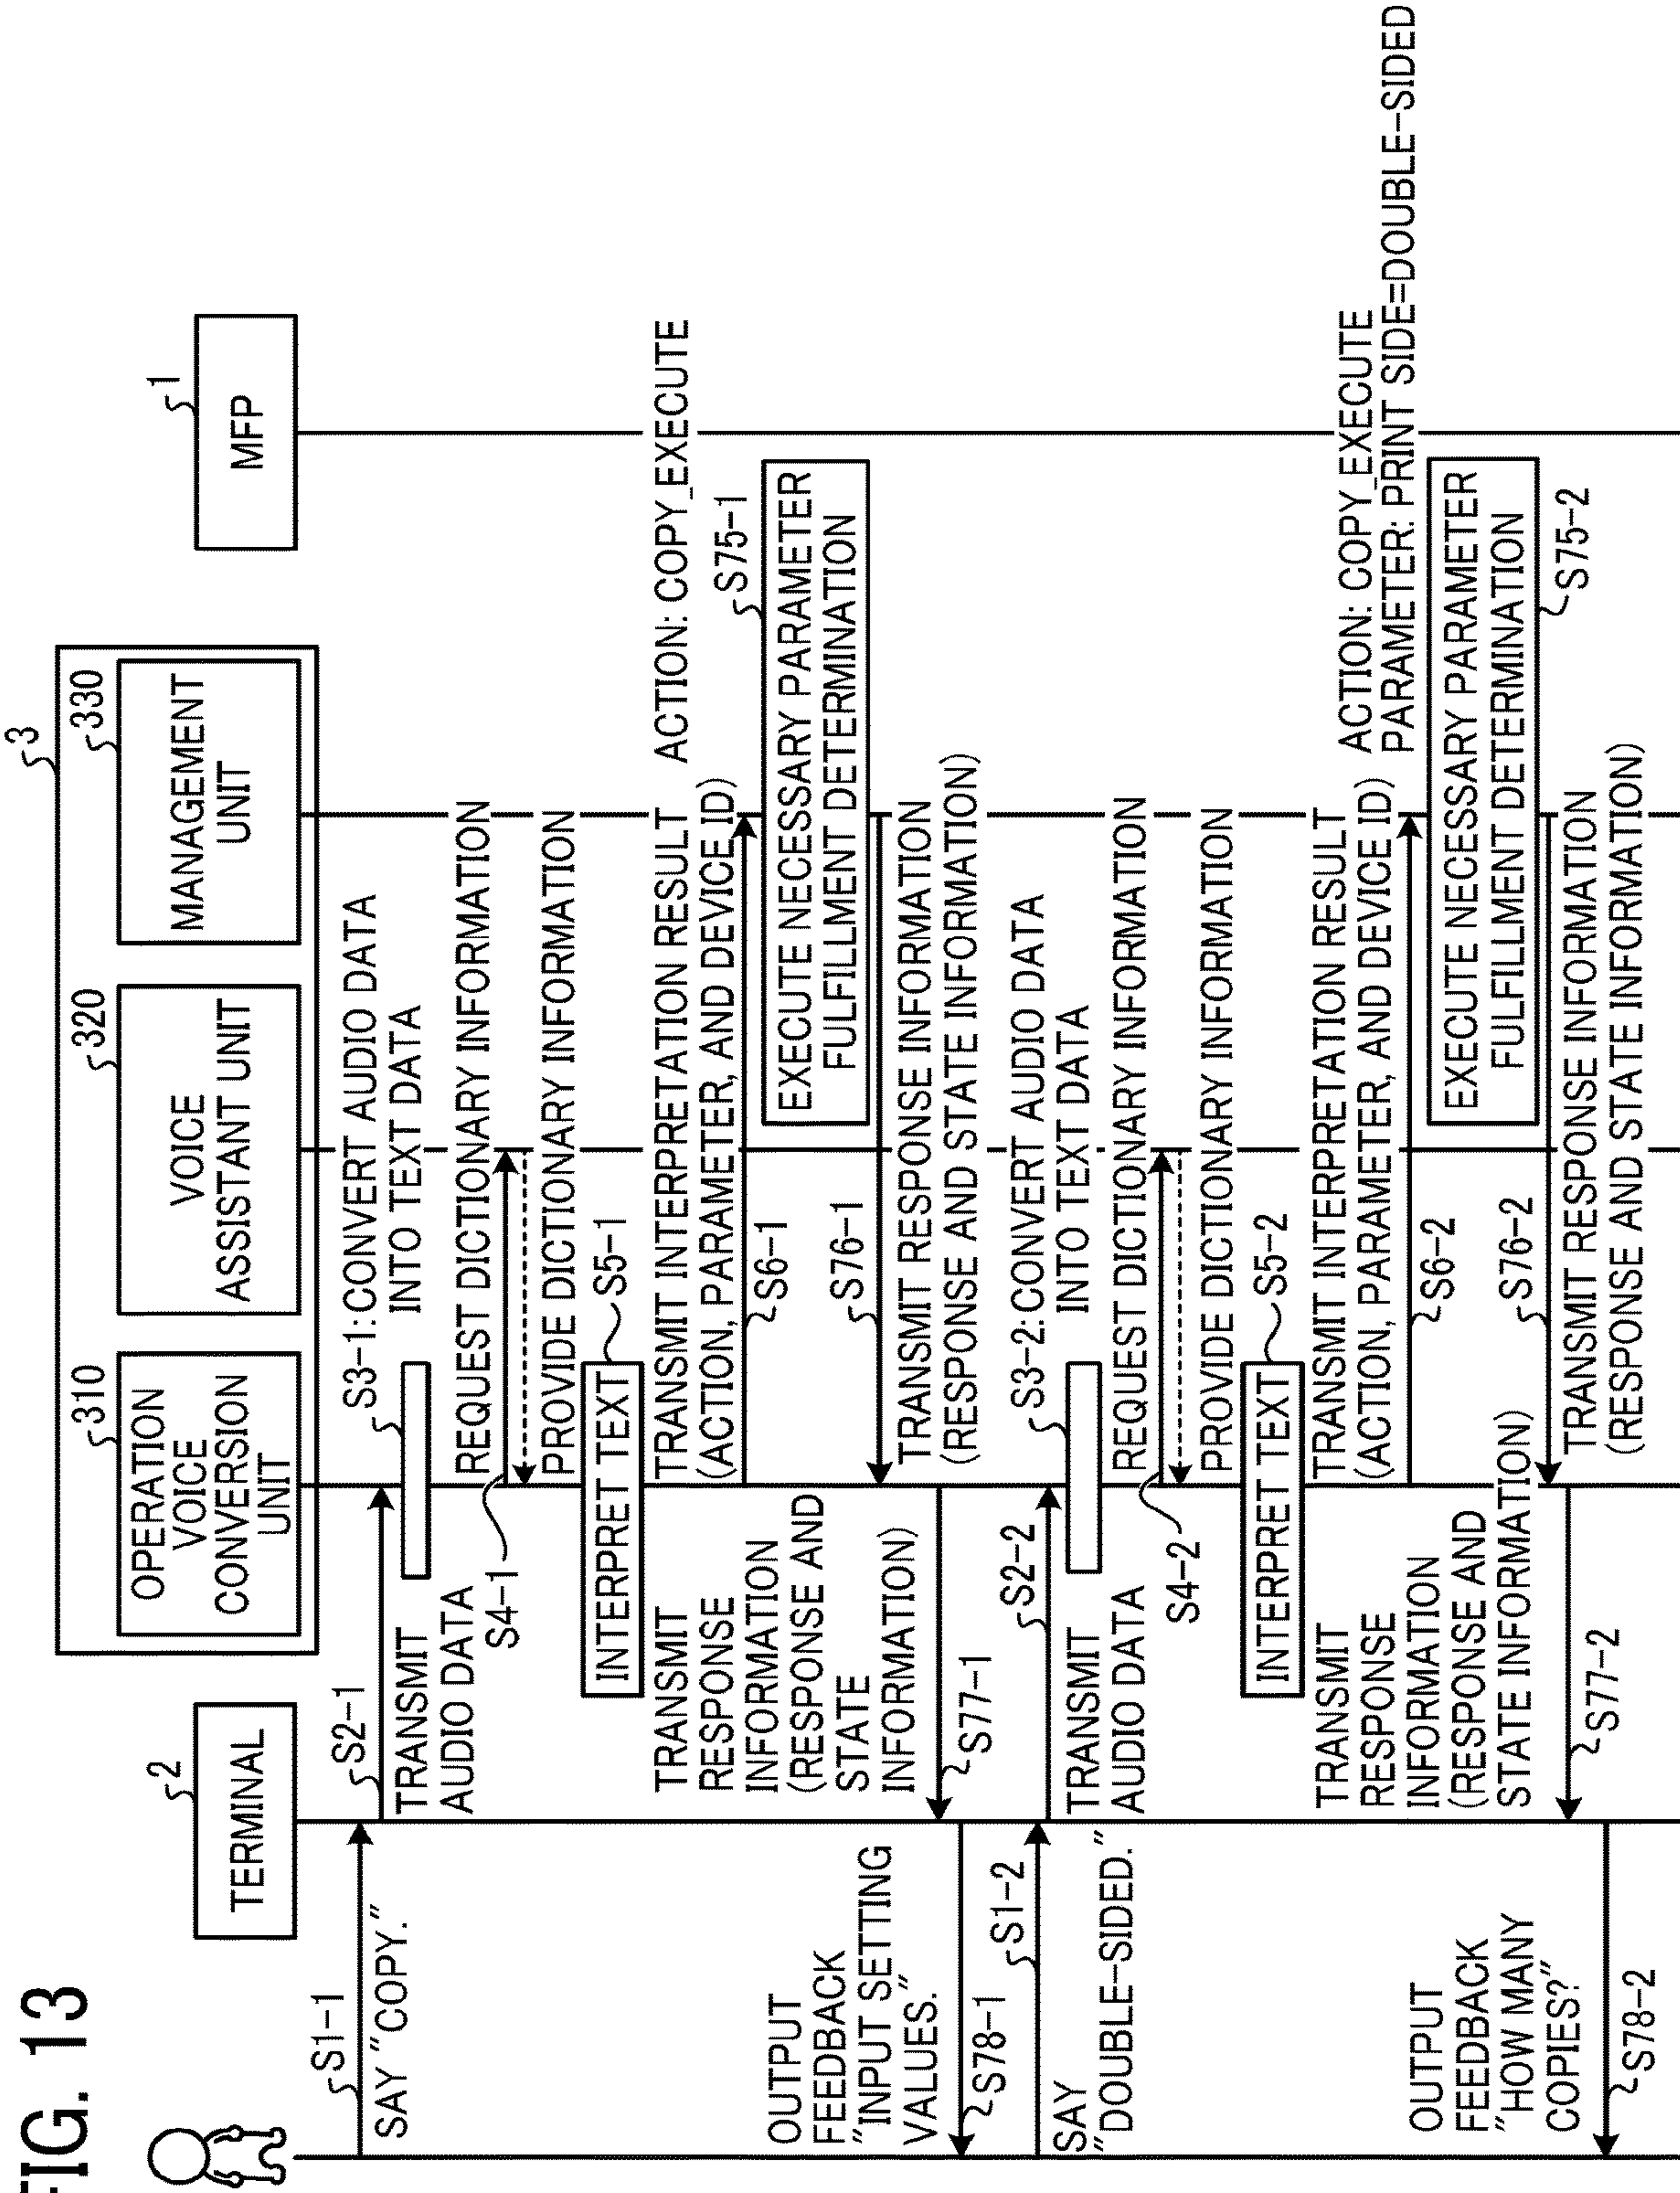 FIG. 13
3
1
MFP
330
MANAGEMENT
UNIT
320
VOICE
ASSISTANT UNIT
310
OPERATION
VOICE
CONVERSION
UNIT
2
TERMINAL
S1-1
SAY "COPY."
S2-1
TRANSMIT
AUDIO DATA
S3-1: CONVERT AUDIO DATA
INTO TEXT DATA
REQUEST DICTIONARY INFORMATION
S4-1
PROVIDE DICTIONARY INFORMATION
INTERPRET TEXT
S5-1
TRANSMIT INTERPRETATION RESULT
(ACTION, PARAMETER, AND DEVICE ID)
ACTION: COPY_EXECUTE
S6-1
S75-1
EXECUTE NECESSARY PARAMETER
FULFILLMENT DETERMINATION
S76-1
TRANSMIT RESPONSE INFORMATION
(RESPONSE AND STATE INFORMATION)
TRANSMIT
RESPONSE
INFORMATION
(RESPONSE AND
STATE
INFORMATION)
S77-1
OUTPUT
FEEDBACK
"INPUT SETTING
VALUES."
S78-1
S1-2
SAY
"DOUBLE-SIDED."
S2-2
TRANSMIT
AUDIO DATA
S3-2: CONVERT AUDIO DATA
INTO TEXT DATA
REQUEST DICTIONARY INFORMATION
S4-2
PROVIDE DICTIONARY INFORMATION
INTERPRET TEXT
S5-2
TRANSMIT INTERPRETATION RESULT
(ACTION, PARAMETER, AND DEVICE ID)
ACTION: COPY_EXECUTE
PARAMETER: PRINT SIDE=DOUBLE-SIDED
S6-2
EXECUTE NECESSARY PARAMETER
FULFILLMENT DETERMINATION
S75-2
S76-2
TRANSMIT RESPONSE INFORMATION
(RESPONSE AND STATE INFORMATION)
TRANSMIT
RESPONSE
INFORMATION
(RESPONSE AND
STATE INFORMATION)
S77-2
OUTPUT
FEEDBACK
"HOW MANY
COPIES?"
S78-2